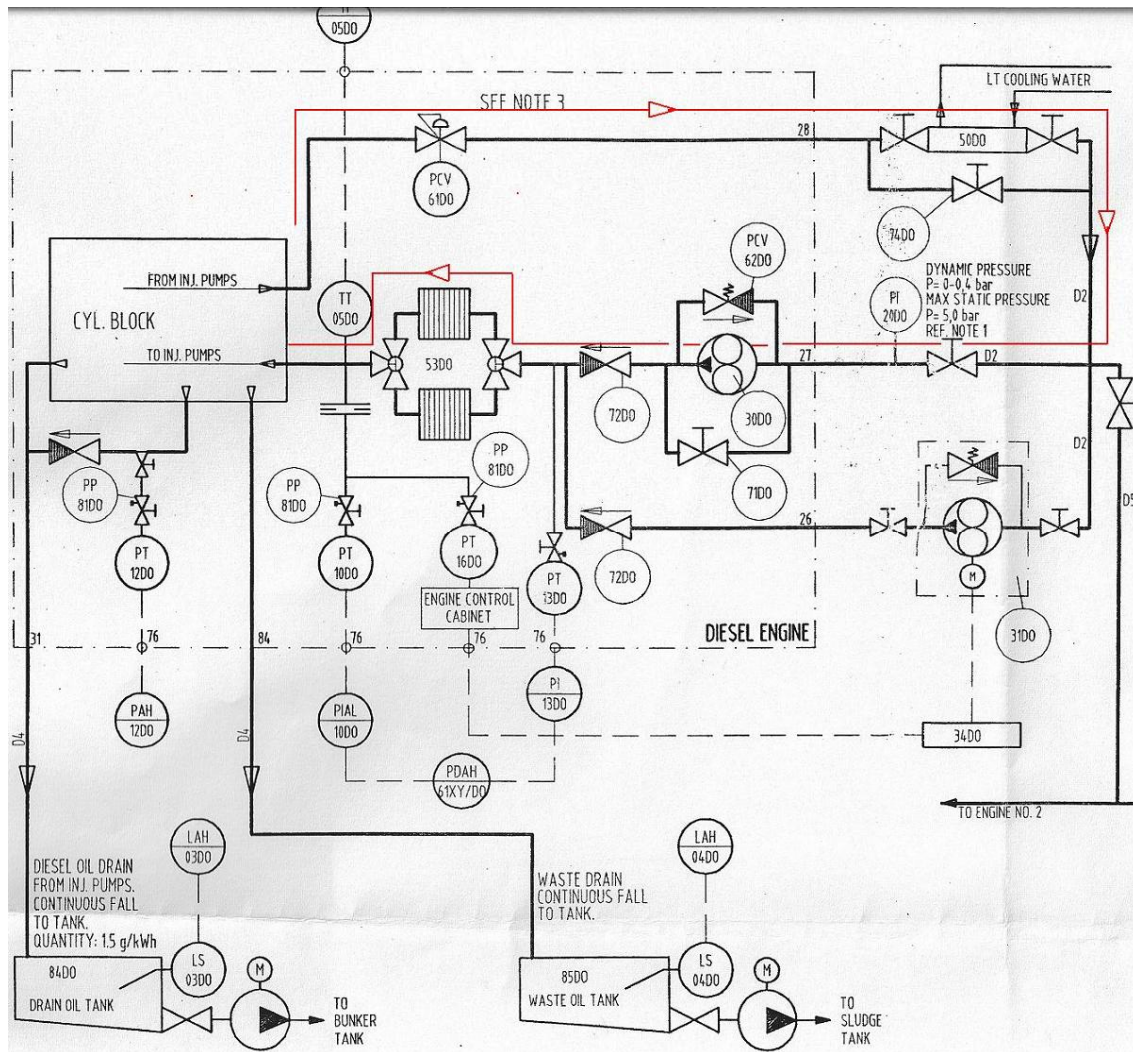 05DO
SEE NOTE 3
LT COOLING WATER
28
50DO
PCV
61DO
74DO
PCV
62DO
FROM INJ. PUMPS
CYL. BLOCK
TO INJ. PUMPS
TT
05DO
53DO
PI
20DO
DYNAMIC PRESSURE
P= 0-0,4 bar
MAX STATIC PRESSURE
P= 5,0 bar
REF. NOTE 1
D2
27
D2
72DO
30DO
71DO
D2
D5
PP
81DO
PP
81DO
PP
81DO
26
PT
12DO
PT
10DO
PT
16DO
PT
13DO
72DO
M
ENGINE CONTROL
CABINET
DIESEL ENGINE
31DO
31
76
84
76
76
76
PAH
12DO
PIAL
10DO
PI
13DO
D4
D4
34DO
PDAH
61XY/DO
TO ENGINE NO. 2
LAH
03DO
LAH
04DO
DIESEL OIL DRAIN
FROM INJ. PUMPS.
CONTINUOUS FALL
TO TANK.
QUANTITY: 1.5 g/kWh
WASTE DRAIN
CONTINUOUS FALL
TO TANK.
84DO
DRAIN OIL TANK
LS
03DO
M
TO
BUNKER
TANK
85DO
WASTE OIL TANK
LS
04DO
M
TO
SLUDGE
TANK